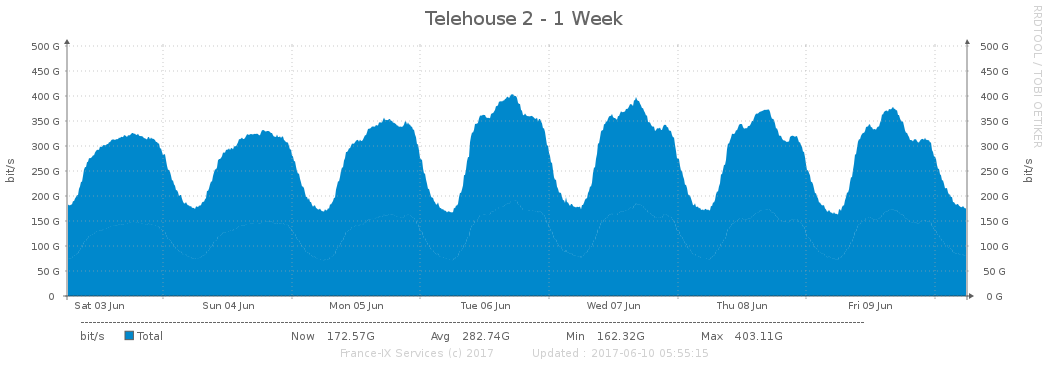 Telehouse 2 - 1 Week
RRDTOOL / TOBI OETIKER
500 G 500 G
450 G 450 G
400 G 400 G
350 G 350 G
300 G 300 G
250 G 250 G
200 G 200 G
150 G 150 G
100 G 100 G
50 G 50 G
0 0 G
bit/s bit/s
Sat 03 Jun Sun 04 Jun Mon 05 Jun Tue 06 Jun Wed 07 Jun Thu 08 Jun Fri 09 Jun
bit/s Total Now 172.57G Avg 282.74G Min 162.32G Max 403.11G
France-IX Services (c) 2017 Updated : 2017-06-10 05:55:15